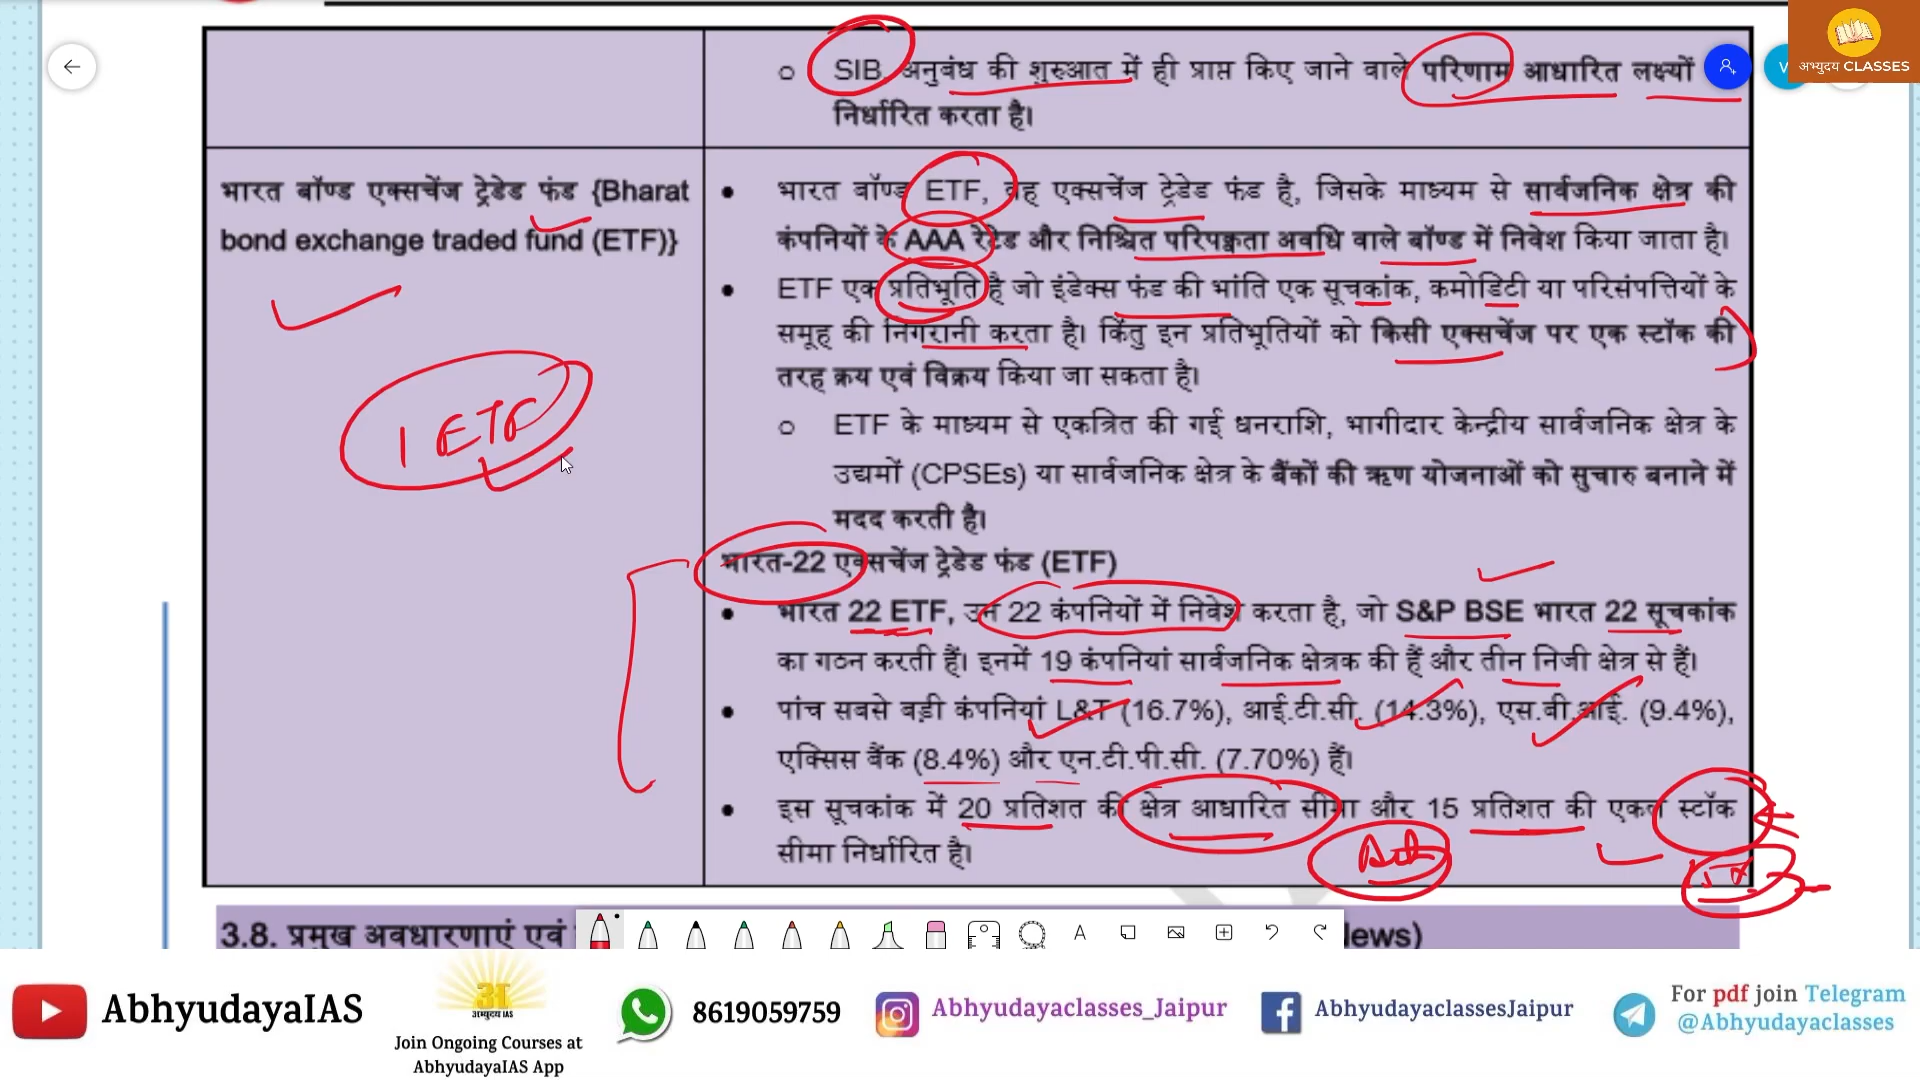 अभ्युदय CLASSES
SIB, अनुबंध की शुरुआत में ही प्राप्त किए जाने वाले परिणाम आधारित लक्ष्यों
निर्धारित करता है।
भारत बॉण्ड एक्सचेंज ट्रेडेड फंड {Bharat
bond exchange traded fund (ETF)}
भारत बॉण्ड ETF, वह एक्सचेंज ट्रेडेड फंड है, जिसके माध्यम से सार्वजनिक क्षेत्र की
कंपनियों के AAA रेटेड और निश्चित परिपक्वता अवधि वाले बॉण्ड में निवेश किया जाता है।
ETF एक प्रतिभूति है जो इंडेक्स फंड की भांति एक सूचकांक, कमोडिटी या परिसंपत्तियों के
समूह की निगरानी करता है। किंतु इन प्रतिभूतियों को किसी एक्सचेंज पर एक स्टॉक की
तरह क्रय एवं विक्रय किया जा सकता है।
1 ETF
ETF के माध्यम से एकत्रित की गई धनराशि, भागीदार केन्द्रीय सार्वजनिक क्षेत्र के
उद्यमों (CPSEs) या सार्वजनिक क्षेत्र के बैंकों की ऋण योजनाओं को सुचारु बनाने में
मदद करती है।
भारत-22 एक्सचेंज ट्रेडेड फंड (ETF)
भारत 22 ETF, उन 22 कंपनियों में निवेश करता है, जो S&P BSE भारत 22 सूचकांक
का गठन करती हैं। इनमें 19 कंपनियां सार्वजनिक क्षेत्रक की हैं और तीन निजी क्षेत्र से हैं।
पांच सबसे बड़ी कंपनियां L&T (16.7%), आई.टी.सी. (14.3%), एस.बी.आई. (9.4%),
एक्सिस बैंक (8.4%) और एन.टी.पी.सी. (7.70%) हैं।
इस सूचकांक में 20 प्रतिशत की क्षेत्र आधारित सीमा और 15 प्रतिशत की एकल स्टॉक
सीमा निर्धारित है।
3.8. प्रमुख अवधारणाएं एवं
News)
AbhyudayaIAS
अभ्युदय IAS
Join Ongoing Courses at
AbhyudayaIAS App
8619059759
Abhyudayaclasses_Jaipur
AbhyudayaclassesJaipur
For pdf join Telegram
@Abhyudayaclasses